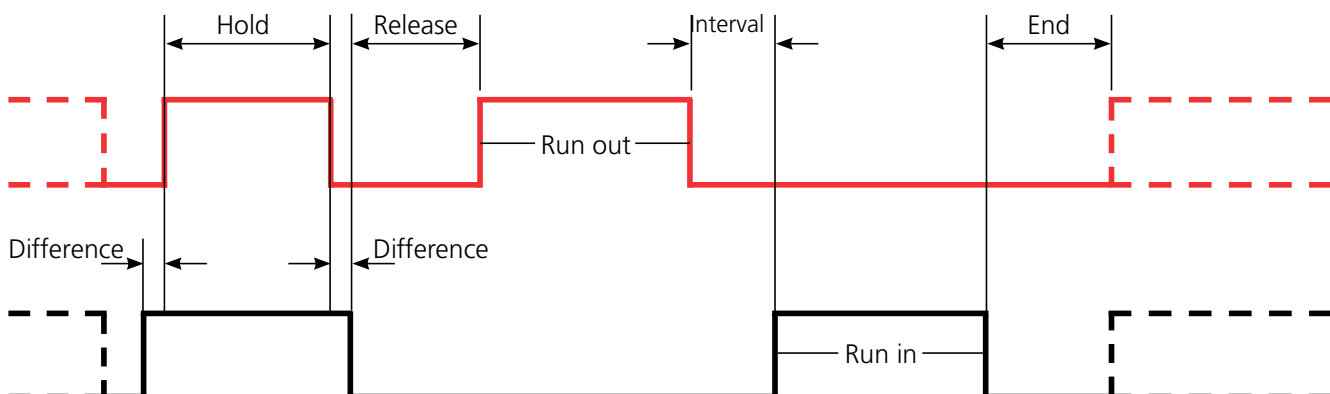 Hold
Release
Interval
End
Run out
Difference
Difference
Run in